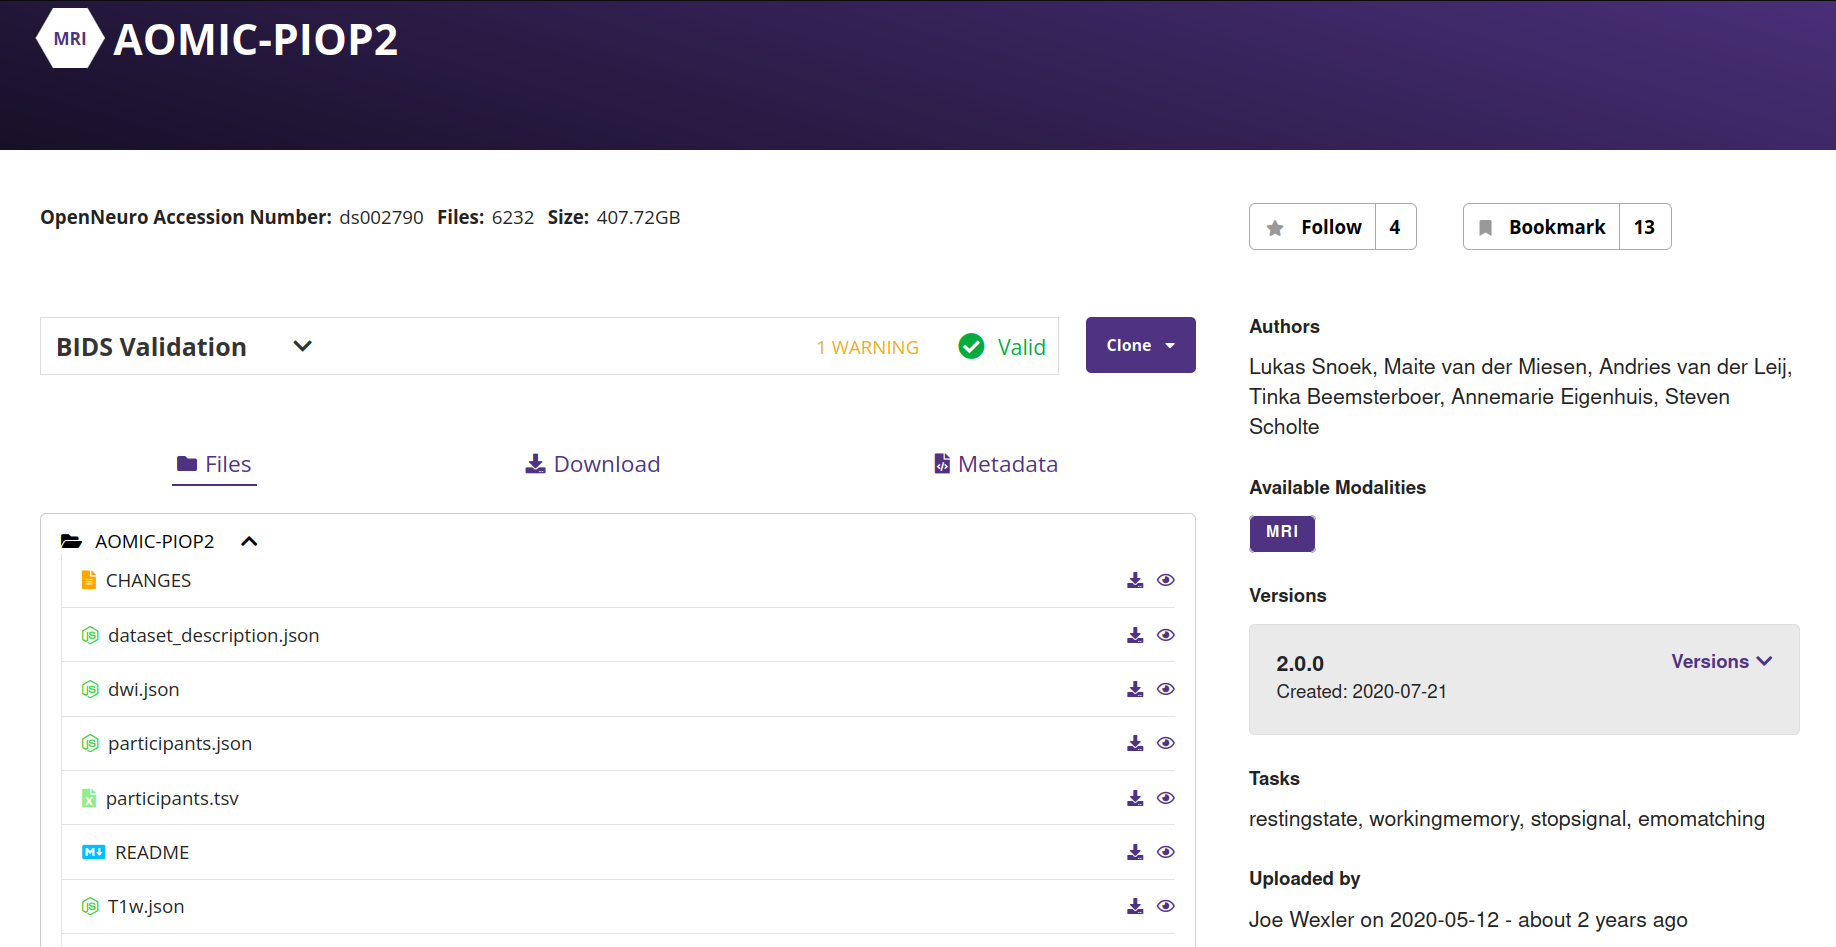 MRI AOMIC-PIOP2
OpenNeuro Accession Number: ds002790 Files: 6232 Size: 407.72GB
Follow 4
Bookmark 13
BIDS Validation
1 WARNING
Valid
Clone
Files
Download
Metadata
AOMIC-PIOP2
CHANGES
JS dataset_description.json
JS dwi.json
JS participants.json
X participants.tsv
M README
JS T1w.json
Authors
Lukas Snoek, Maite van der Miesen, Andries van der Leij,
Tinka Beemsterboer, Annemarie Eigenhuis, Steven
Scholte
Available Modalities
MRI
Versions
2.0.0
Versions
Created: 2020-07-21
Tasks
restingstate, workingmemory, stopsignal, emomatching
Uploaded by
Joe Wexler on 2020-05-12 - about 2 years ago